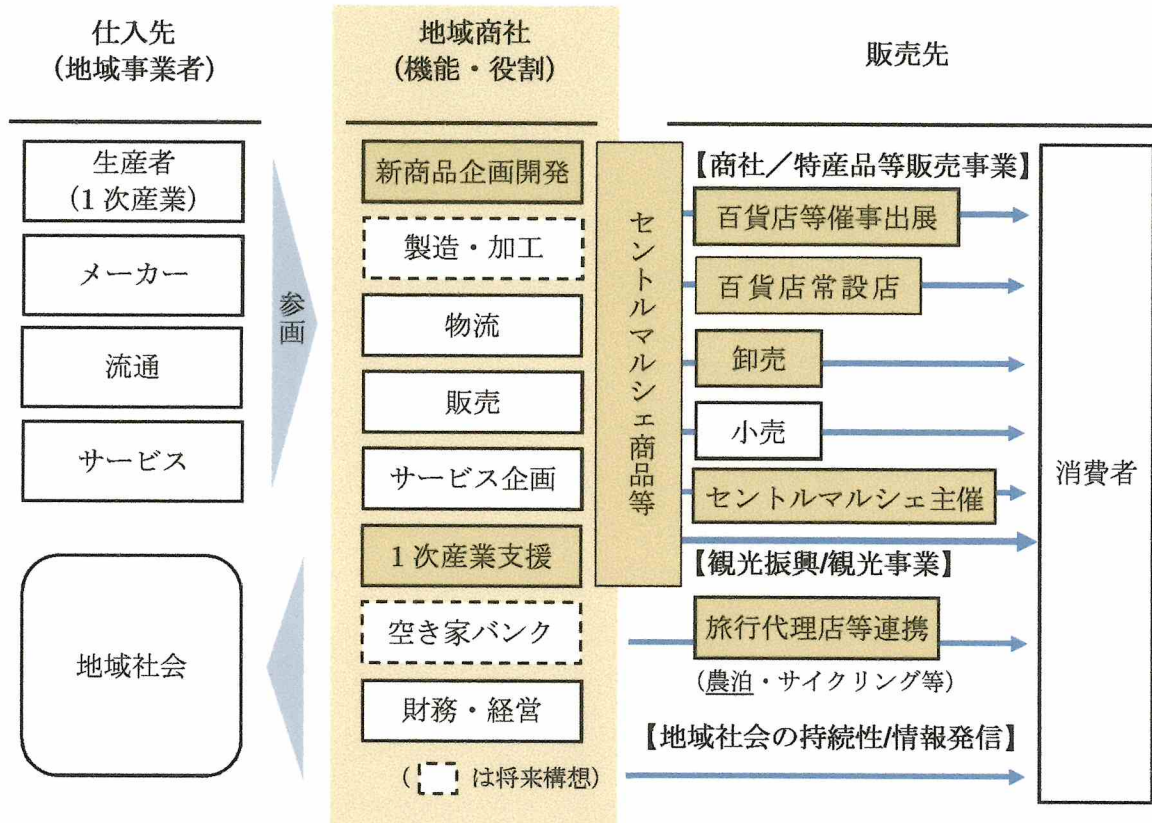 仕入先
(地域事業者)
生産者
(1次産業)
メーカー
流通
サービス
地域社会
参画
地域商社
(機能・役割)
新商品企画開発
製造・加工
物流
販売
サービス企画
1次産業支援
空き家バンク
財務・経営
( は将来構想)
セントルマルシェ商品等
販売先
【商社／特産品等販売事業】
百貨店等催事出展
百貨店常設店
卸売
小売
セントルマルシェ主催
【観光振興/観光事業】
旅行代理店等連携
(農泊・サイクリング等)
【地域社会の持続性/情報発信】
消費者